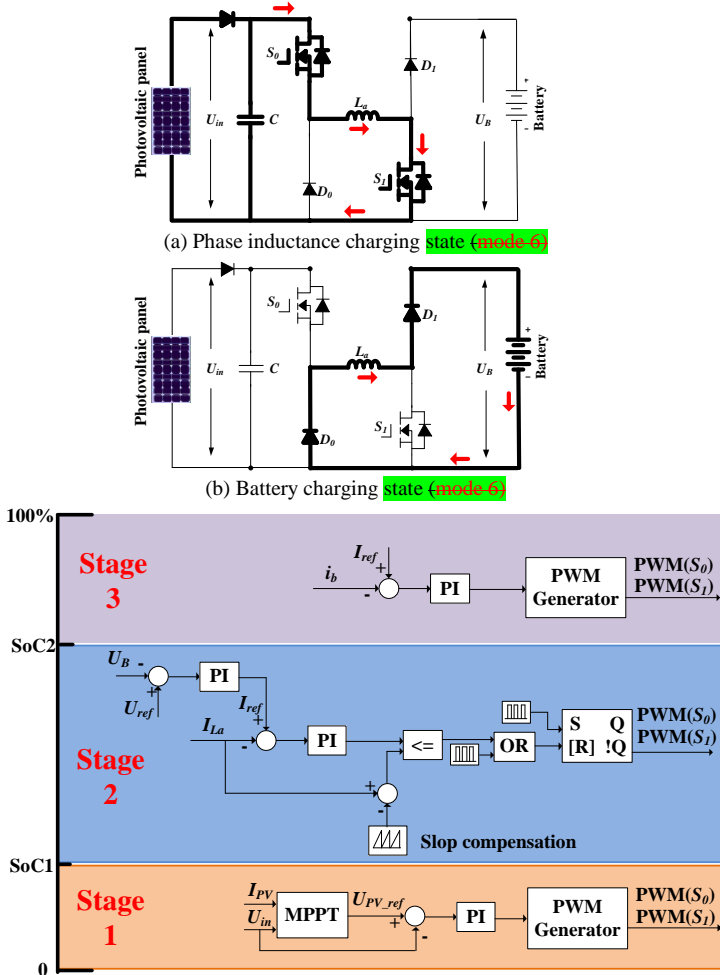 S0
D1
Photovoltaic panel
Uin
C
La
UB
+
-
Battery
D0
S1
(a) Phase inductance charging state (mode 6)
S0
D1
Photovoltaic panel
Uin
C
La
UB
+
-
Battery
D0
S1
(b) Battery charging state (mode 6)
100%
Stage
3
Iref
+
ib
-
PI
PWM
Generator
PWM(S0)
PWM(S1)
SoC2
UB
-
+
Uref
PI
Iref
+
ILa
-
PI
<=
OR
S Q
[R] !Q
PWM(S0)
PWM(S1)
Stage
2
+
-
Slop compensation
SoC1
Stage
1
IPV
Uin
MPPT
UPV_ref
+
-
PI
PWM
Generator
PWM(S0)
PWM(S1)
0